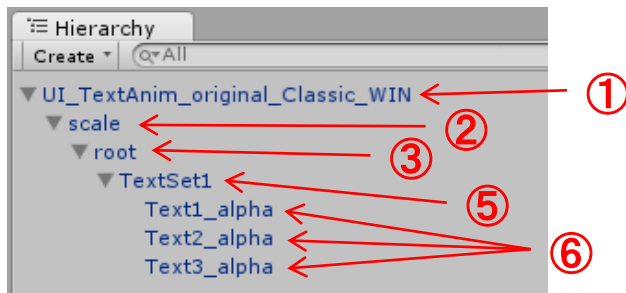 Hierarchy
Create All
UI_TextAnim_original_Classic_WIN ①
scale ②
root ③
TextSet1 ⑤
Text1_alpha
Text2_alpha ⑥
Text3_alpha